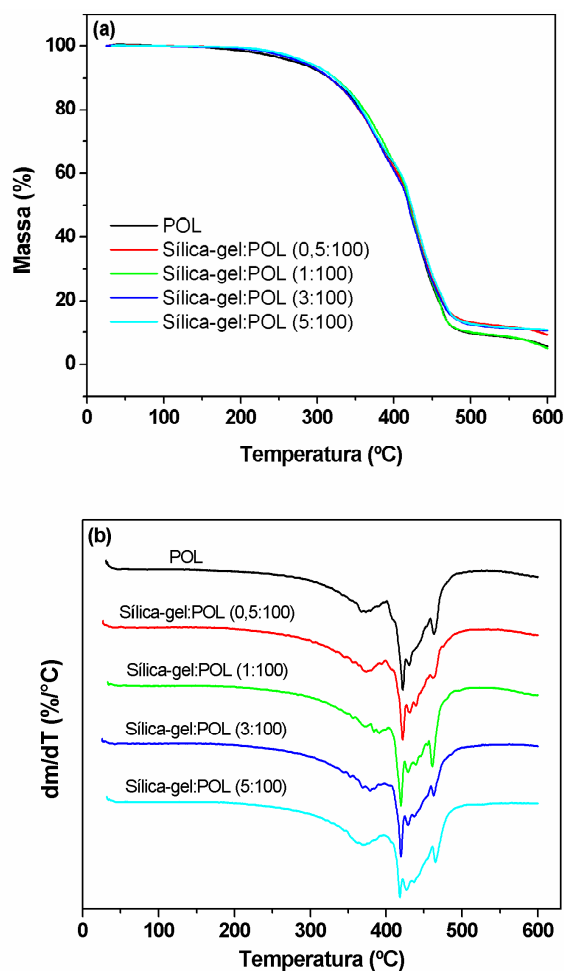 (a)
100
80
60
40
20
0
Massa (%)
POL
Sílica-gel:POL (0,5:100)
Sílica-gel:POL (1:100)
Sílica-gel:POL (3:100)
Sílica-gel:POL (5:100)
0 100 200 300 400 500 600
Temperatura (ºC)
(b)
POL
Sílica-gel:POL (0,5:100)
Sílica-gel:POL (1:100)
Sílica-gel:POL (3:100)
Sílica-gel:POL (5:100)
dm/dT (%/°C)
0 100 200 300 400 500 600
Temperatura (ºC)